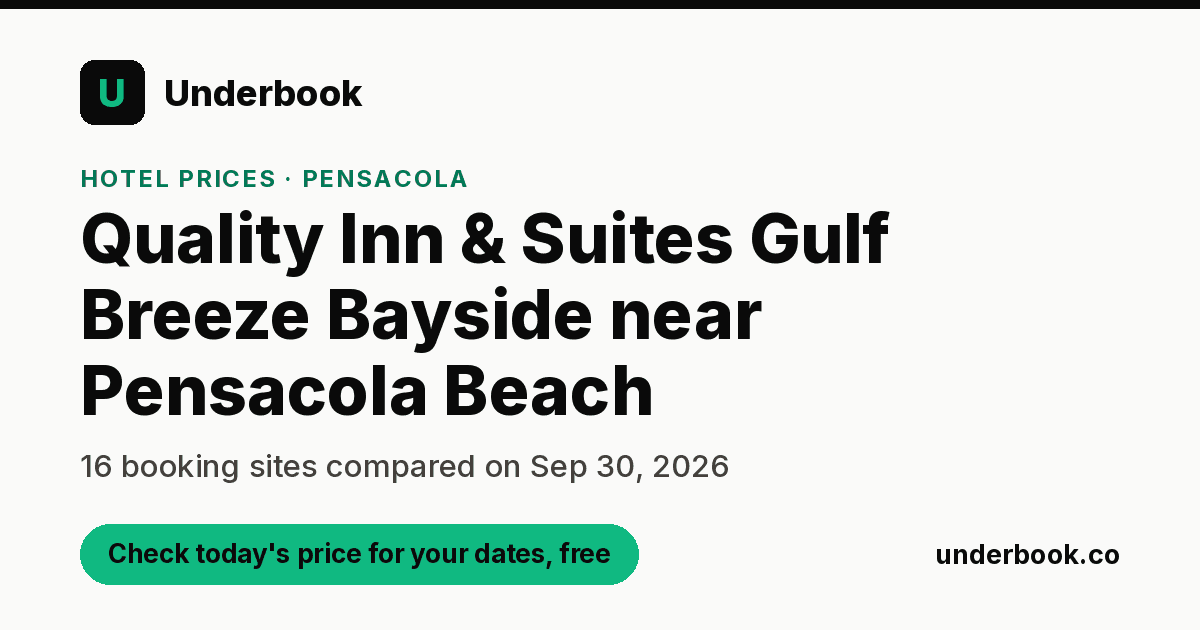 U Underbook
HOTEL PRICES · PENSACOLA
Quality Inn & Suites Gulf
Breeze Bayside near
Pensacola Beach
16 booking sites compared on Sep 30, 2026
Check today's price for your dates, free
underbook.co